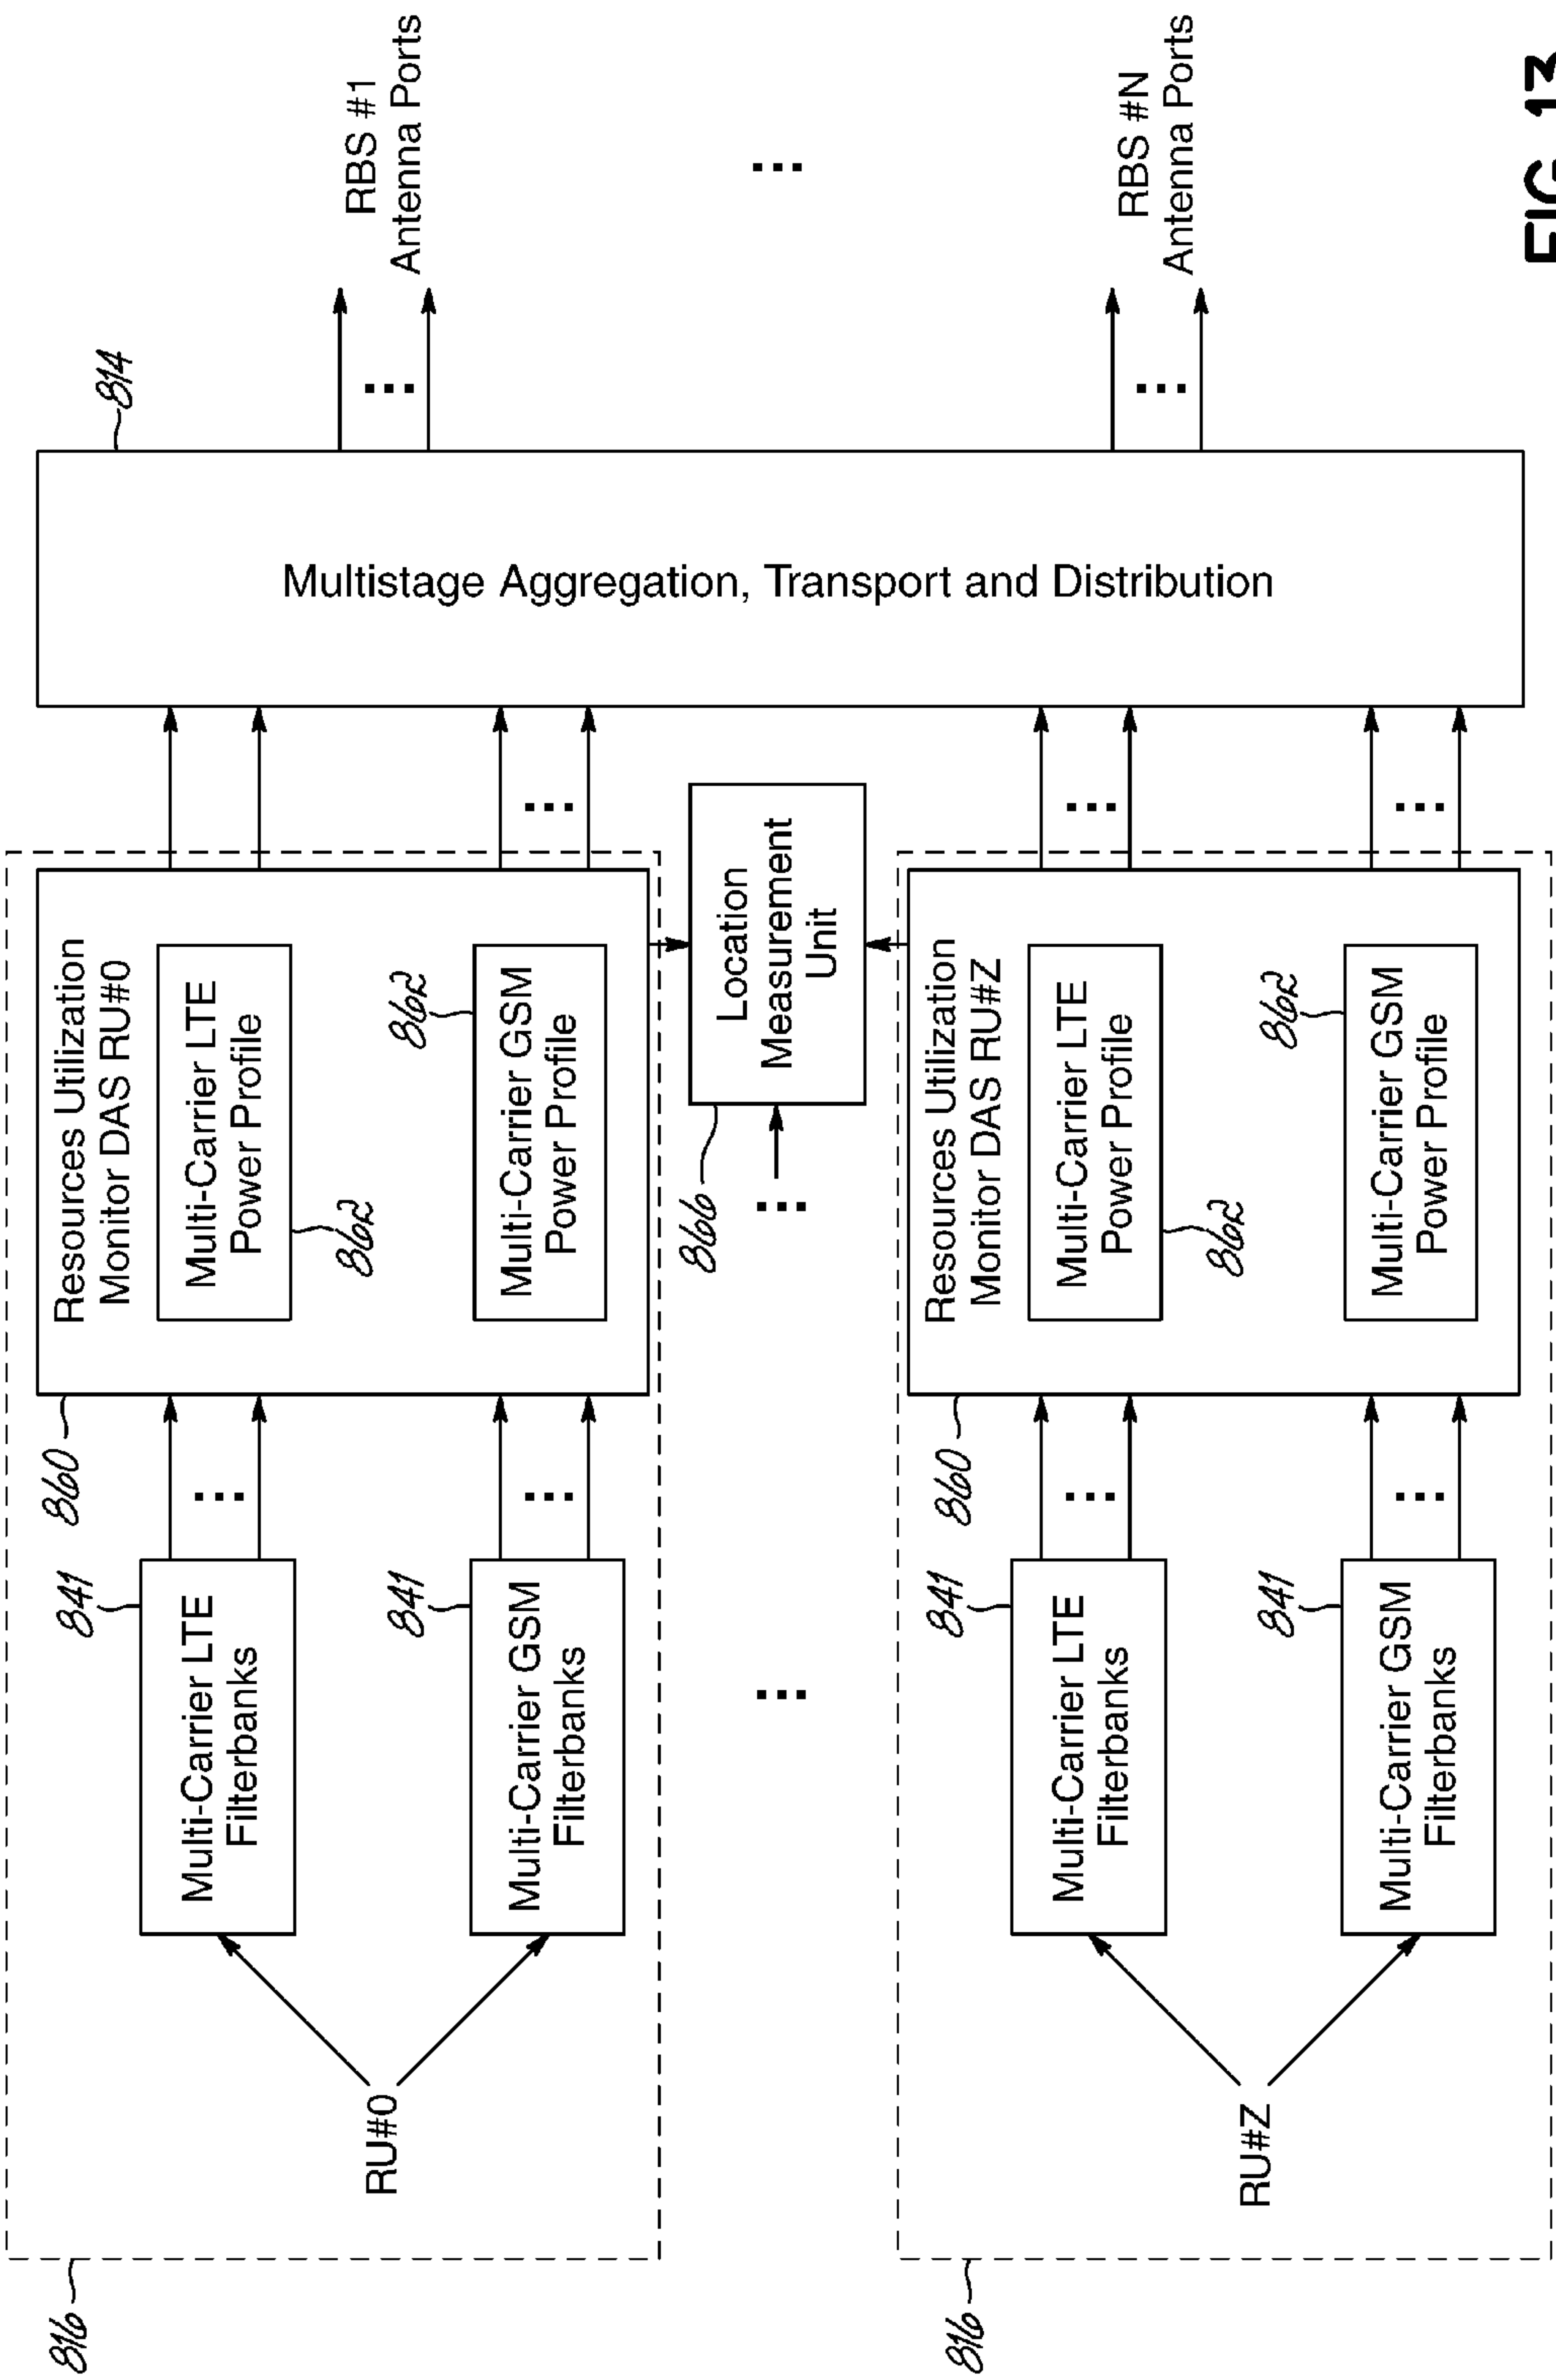 816
RU#0
841
Multi-Carrier LTE
Filterbanks
841
Multi-Carrier GSM
Filterbanks
...
...
860
Resources Utilization
Monitor DAS RU#0
Multi-Carrier LTE
Power Profile
862
862
Multi-Carrier GSM
Power Profile
...
814
Multistage Aggregation, Transport and Distribution
...
RBS #1
Antenna Ports
...
...
866
...
Location
Measurement
Unit
816
RU#Z
841
Multi-Carrier LTE
Filterbanks
841
Multi-Carrier GSM
Filterbanks
...
...
860
Resources Utilization
Monitor DAS RU#Z
Multi-Carrier LTE
Power Profile
862
862
Multi-Carrier GSM
Power Profile
...
...
...
RBS #N
Antenna Ports